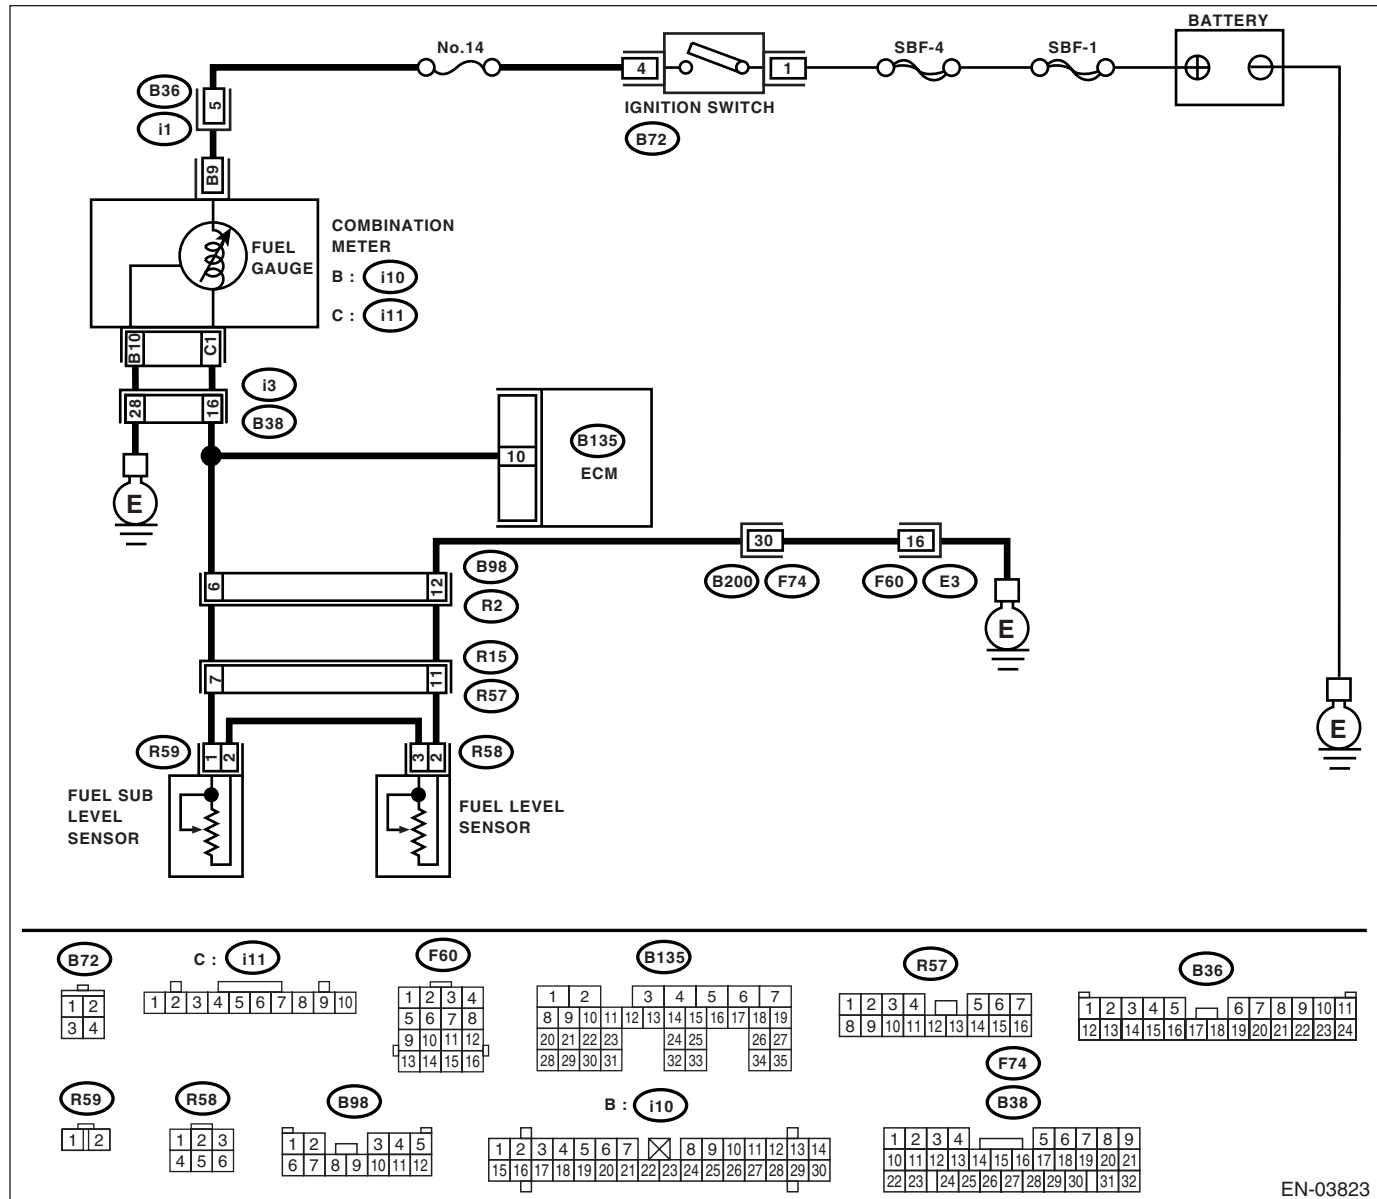 BATTERY
No.14
SBF-4
SBF-1
4
1
IGNITION SWITCH
B72
B36
5
i1
B9
FUEL
GAUGE
COMBINATION
METER
B : i10
C : i11
B10
C1
i3
28
16
B38
E
10
B135
ECM
30
16
B200
F74
F60
E3
E
B98
6
12
R2
R15
7
11
R57
R59
1
2
3
2
R58
FUEL SUB
LEVEL
SENSOR
FUEL LEVEL
SENSOR
E
B72
1 2
3 4
C : i11
1 2 3 4 5 6 7 8 9 10
F60
1 2 3 4
5 6 7 8
9 10 11 12
13 14 15 16
B135
1 2 3 4 5 6 7
8 9 10 11 12 13 14 15 16 17 18 19
20 21 22 23 24 25 26 27
28 29 30 31 32 33 34 35
R57
1 2 3 4 5 6 7
8 9 10 11 12 13 14 15 16
B36
1 2 3 4 5 6 7 8 9 10 11
12 13 14 15 16 17 18 19 20 21 22 23 24
R59
1 2
R58
1 2 3
4 5 6
B98
1 2 3 4 5
6 7 8 9 10 11 12
B : i10
1 2 3 4 5 6 7 8 9 10 11 12 13 14
15 16 17 18 19 20 21 22 23 24 25 26 27 28 29 30
F74
B38
1 2 3 4 5 6 7 8 9
10 11 12 13 14 15 16 17 18 19 20 21
22 23 24 25 26 27 28 29 30 31 32
EN-03823